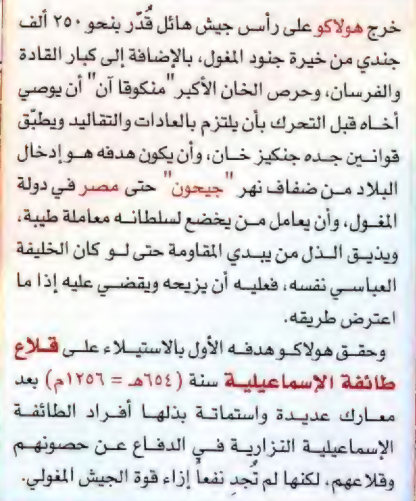 خرج هولاكو على رأس جيش هائل قُدّر بنحو ٢٥٠ ألف
جندي من خيرة جنود المغول، بالإضافة إلى كبار القادة
والفرسان، وحرص الخان الأكبر "منكوقا آن" أن يوصي
أخاه قبل التحرك بأن يلتزم بالعادات والتقاليد ويطبّق
قوانين جده جنكيز خان، وأن يكون هدفه هو إدخال
البلاد من ضفاف نهر "جيحون" حتى مصر في دولة
المغول، وأن يعامل من يخضع لسلطانه معاملة طيبة،
ويذيق الذل من يبدي المقاومة حتى لو كان الخليفة
العباسي نفسه، فعليه أن يزيحه ويقضي عليه إذا ما
اعترض طريقه.
وحقق هولاكو هدفه الأول بالاستيلاء على قلاع
طائفة الإسماعيلية سنة (٦٥٤هـ = ١٢٥٦م) بعد
معارك عديدة واستماتة بذلها أفراد الطائفة
الإسماعيلية النزارية في الدفاع عن حصونهم
وقلاعهم، لكنها لم تُجدِ نفعاً إزاء قوة الجيش المغولي.